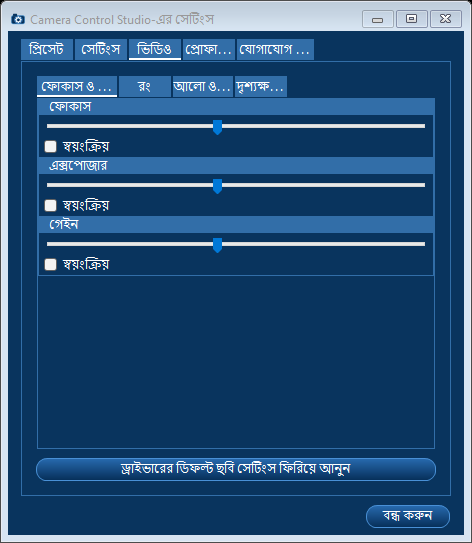 Camera Control Studio-এর সেটিংস
প্রিসেট সেটিংস ভিডিও প্রোফা... যোগাযোগ ...
ফোকাস ও ... রং আলো ও... দৃশ্যক্ষ...
ফোকাস
স্বয়ংক্রিয়
এক্সপোজার
স্বয়ংক্রিয়
গেইন
স্বয়ংক্রিয়
ড্রাইভারের ডিফল্ট ছবি সেটিংস ফিরিয়ে আনুন
বন্ধ করুন